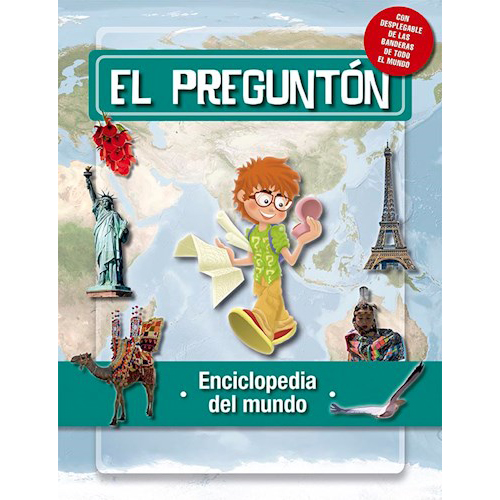 CON
DESPLEGABLE
DE LAS
BANDERAS
DE TODO
EL MUNDO
EL PREGUNTÓN
Enciclopedia
del mundo